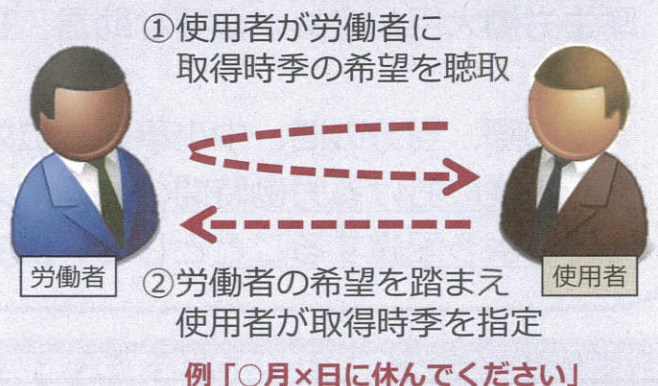 ①使用者が労働者に
取得時季の希望を聴取
労働者
使用者
②労働者の希望を踏まえ
使用者が取得時季を指定
例「○月×日に休んでください」